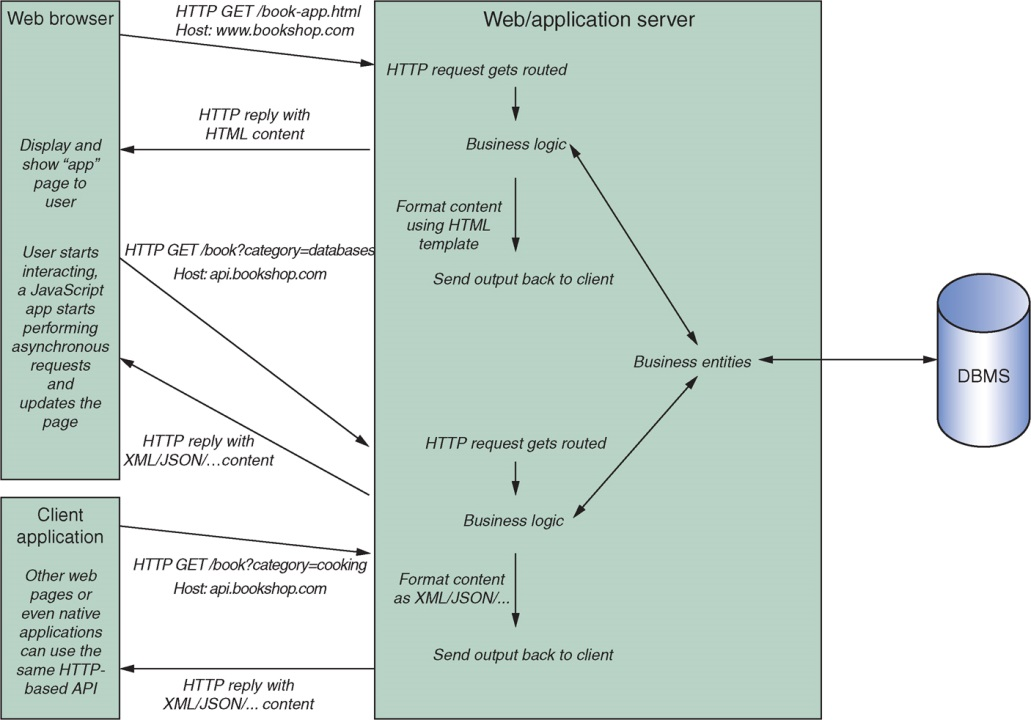 Web browser
HTTP GET /book-app.html
Host: www.bookshop.com
HTTP reply with
HTML content
Display and
show “app”
page to
user
HTTP GET /book?category=databases
Host: api.bookshop.com
User starts
interacting,
a JavaScript
app starts
performing
asynchronous
requests
and
updates the
page
HTTP reply with
XML/JSON/…content
Client
application
HTTP GET /book?category=cooking
Host: api.bookshop.com
Other web
pages or
even native
applications
can use the
same HTTP-
based API
HTTP reply with
XML/JSON/... content
Web/application server
HTTP request gets routed
Business logic
Format content
using HTML
template
Send output back to client
Business entities
HTTP request gets routed
Business logic
Format content
as XML/JSON/...
Send output back to client
DBMS